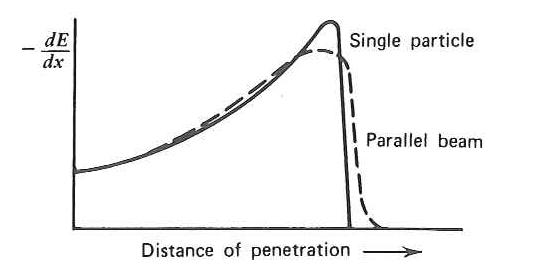 - dE
dx
Single particle
Parallel beam
Distance of penetration ⟶